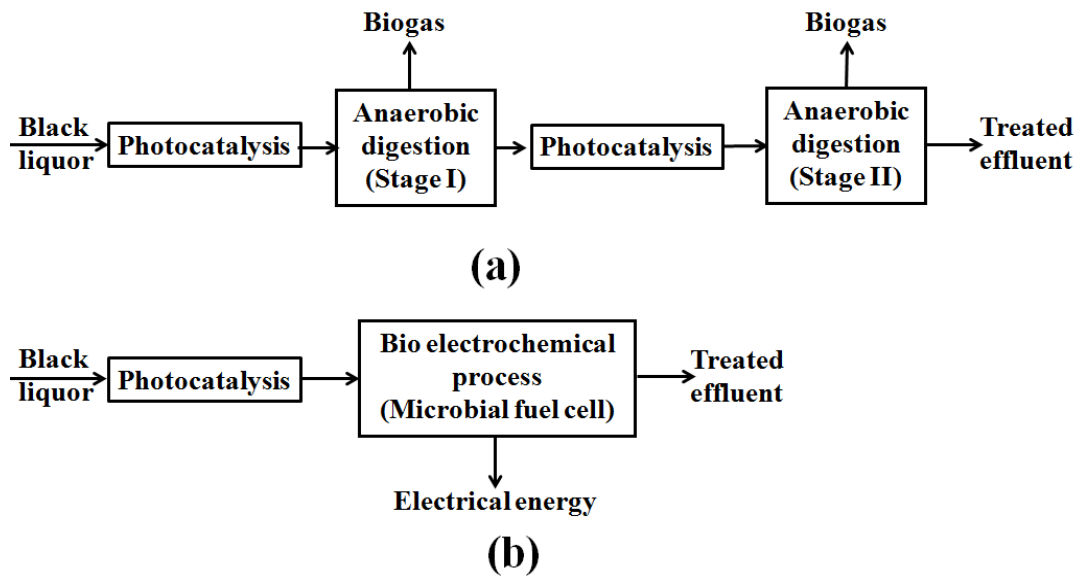 Biogas
Biogas
Black
liquor
Photocatalysis
Anaerobic
digestion
(Stage I)
Photocatalysis
Anaerobic
digestion
(Stage II)
Treated
effluent
(a)
Black
liquor
Photocatalysis
Bio electrochemical
process
(Microbial fuel cell)
Treated
effluent
Electrical energy
(b)